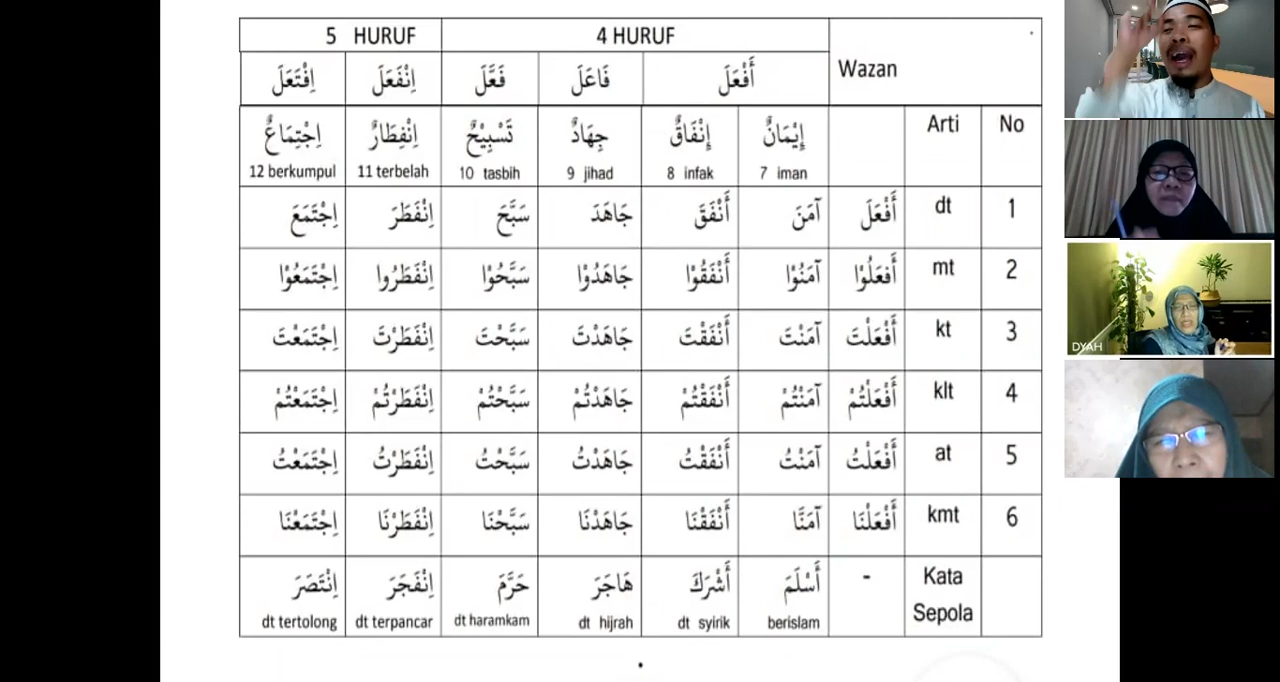 5 HURUF 4 HURUF
Wazan أَفْعَلَ فَاعَلَ فَعَّلَ اِنْفَعَلَ اِفْتَعَلَ
No Arti إِيْمَانٌ إِنْفَاقٌ جِهَادٌ تَسْبِيْحٌ اِنْفِطَارٌ اِجْتِمَاعٌ
12 berkumpul 11 terbelah 10 tasbih 9 jihad 8 infak 7 iman
1 dt أَفْعَلَ آمَنَ أَنْفَقَ جَاهَدَ سَبَّحَ اِنْفَطَرَ اِجْتَمَعَ
2 mt أَفْعَلُوْا آمَنُوْا أَنْفَقُوْا جَاهَدُوْا سَبَّحُوْا اِنْفَطَرُوا اِجْتَمَعُوْا
3 kt أَفْعَلْتَ آمَنْتَ أَنْفَقْتَ جَاهَدْتَ سَبَّحْتَ اِنْفَطَرْتَ اِجْتَمَعْتَ
4 klt أَفْعَلْتُمْ آمَنْتُمْ أَنْفَقْتُمْ جَاهَدْتُمْ سَبَّحْتُمْ اِنْفَطَرْتُمْ اِجْتَمَعْتُمْ
5 at أَفْعَلْتُ آمَنْتُ أَنْفَقْتُ جَاهَدْتُ سَبَّحْتُ اِنْفَطَرْتُ اِجْتَمَعْتُ
6 kmt أَفْعَلْنَا آمَنَّا أَنْفَقْنَا جَاهَدْنَا سَبَّحْنَا اِنْفَطَرْنَا اِجْتَمَعْنَا
Kata Sepola - أَسْلَمَ أَشْرَكَ هَاجَرَ حَرَّمَ اِنْفَجَرَ اِنْتَصَرَ
dt tertolong dt terpancar dt haramkam dt hijrah dt syirik berislam
DYAH